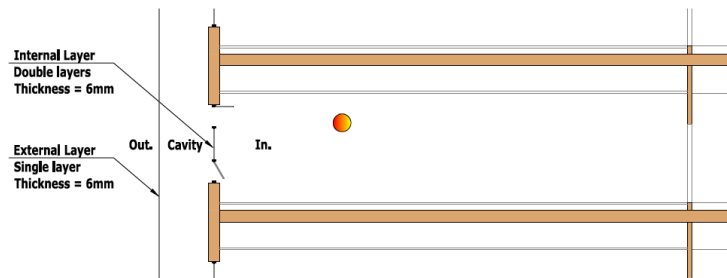 Internal Layer
Double layers
Thickness = 6mm
Out. Cavity In.
External Layer
Single layer
Thickness = 6mm